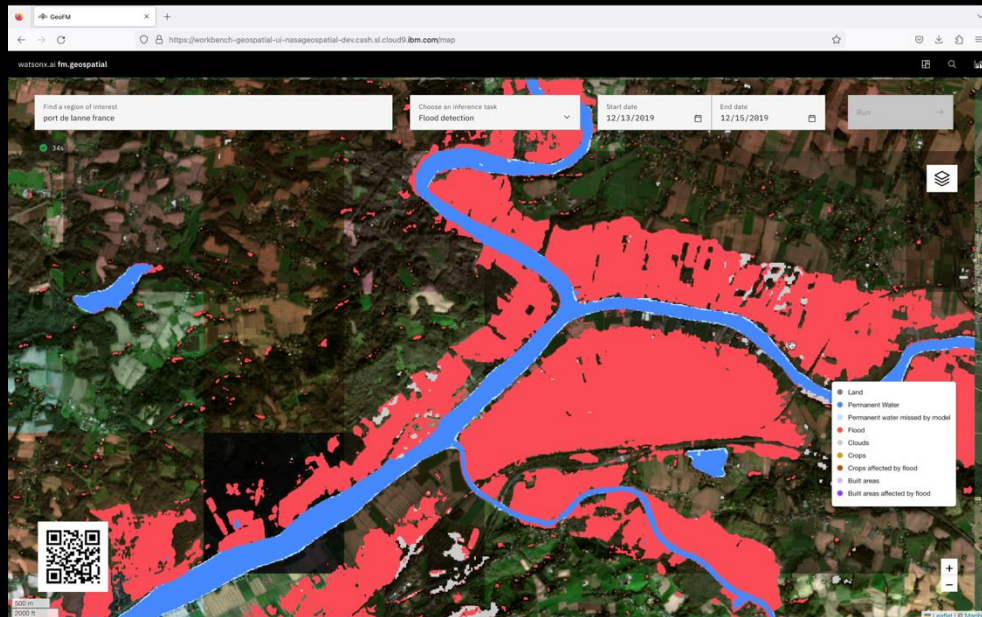 GeoFM
https://workbench-geospatial-ui-nasageospatial-dev.cash.sl.cloud9.ibm.com/map
watsonx.ai fm.geospatial
Find a region of interest
port de lanne france
Choose an inference task
Flood detection
Start date
12/13/2019
End date
12/15/2019
Run
34s
Land
Permanent Water
Permanent water missed by model
Flood
Clouds
Crops
Crops affected by flood
Built areas
Built areas affected by flood
+
−
500 m
2000 ft
Leaflet | ©